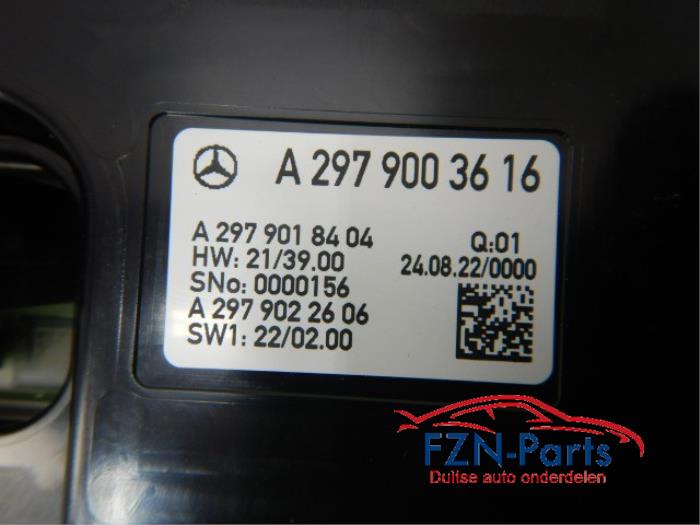 A 297 900 36 16
A 297 901 84 04
Q:01
HW: 21/39.00
24.08.22/0000
SNo: 0000156
A 297 902 26 06
SW1: 22/02.00
FZN-Parts
Duitse auto onderdelen